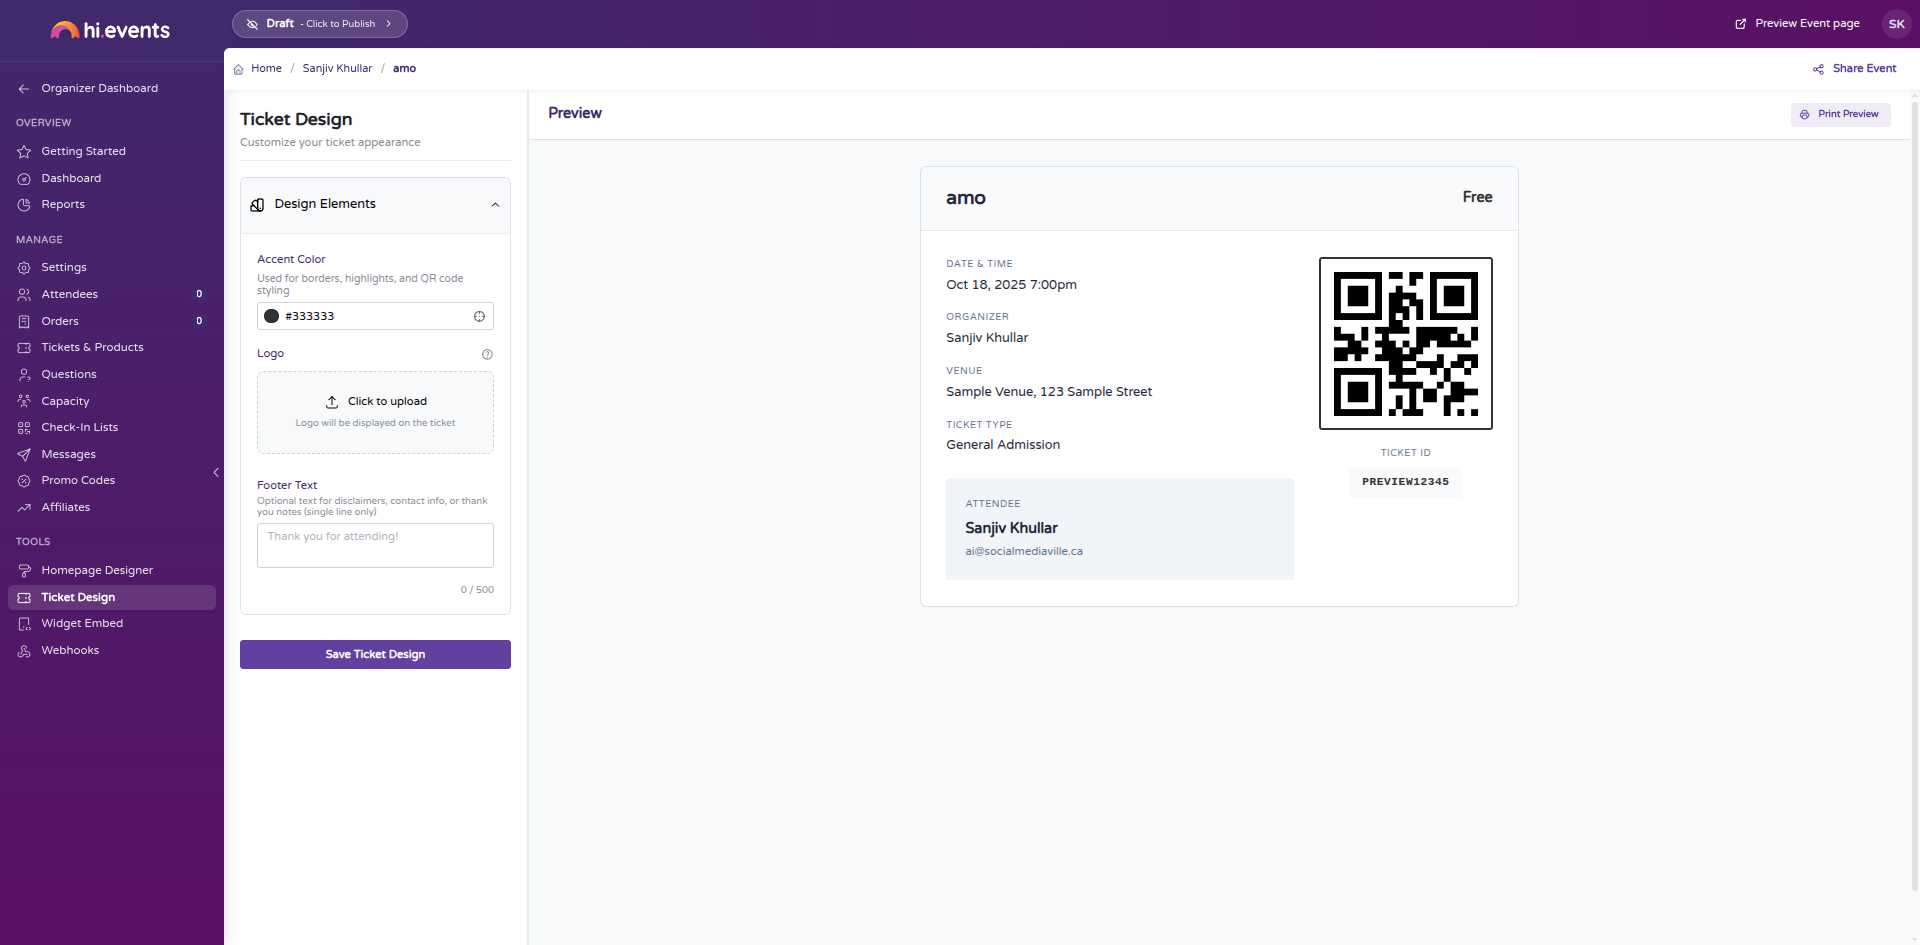 hi.events
Draft - Click to Publish
Preview Event page
SK
Home / Sanjiv Khullar / amo
Share Event
Organizer Dashboard
OVERVIEW
Getting Started
Dashboard
Reports
MANAGE
Settings
Attendees 0
Orders 0
Tickets & Products
Questions
Capacity
Check-In Lists
Messages
Promo Codes
Affiliates
TOOLS
Homepage Designer
Ticket Design
Widget Embed
Webhooks
Ticket Design
Customize your ticket appearance
Design Elements
Accent Color
Used for borders, highlights, and QR code
styling
#333333
Logo
Click to upload
Logo will be displayed on the ticket
Footer Text
Optional text for disclaimers, contact info, or thank
you notes (single line only)
Thank you for attending!
0 / 500
Save Ticket Design
Preview
Print Preview
amo
Free
DATE & TIME
Oct 18, 2025 7:00pm
ORGANIZER
Sanjiv Khullar
VENUE
Sample Venue, 123 Sample Street
TICKET TYPE
General Admission
ATTENDEE
Sanjiv Khullar
ai@socialmediaville.ca
TICKET ID
PREVIEW12345